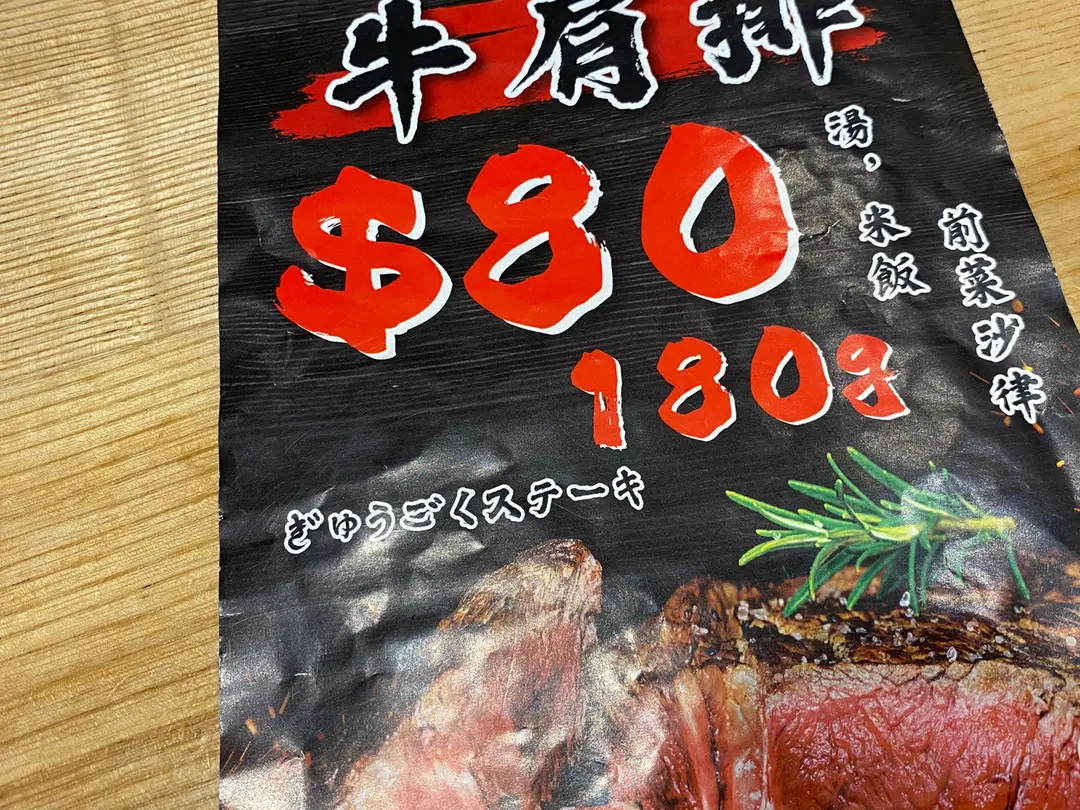 牛肩排
$80
180g
湯，米飯
前菜沙律
ぎゅうごくステーキ